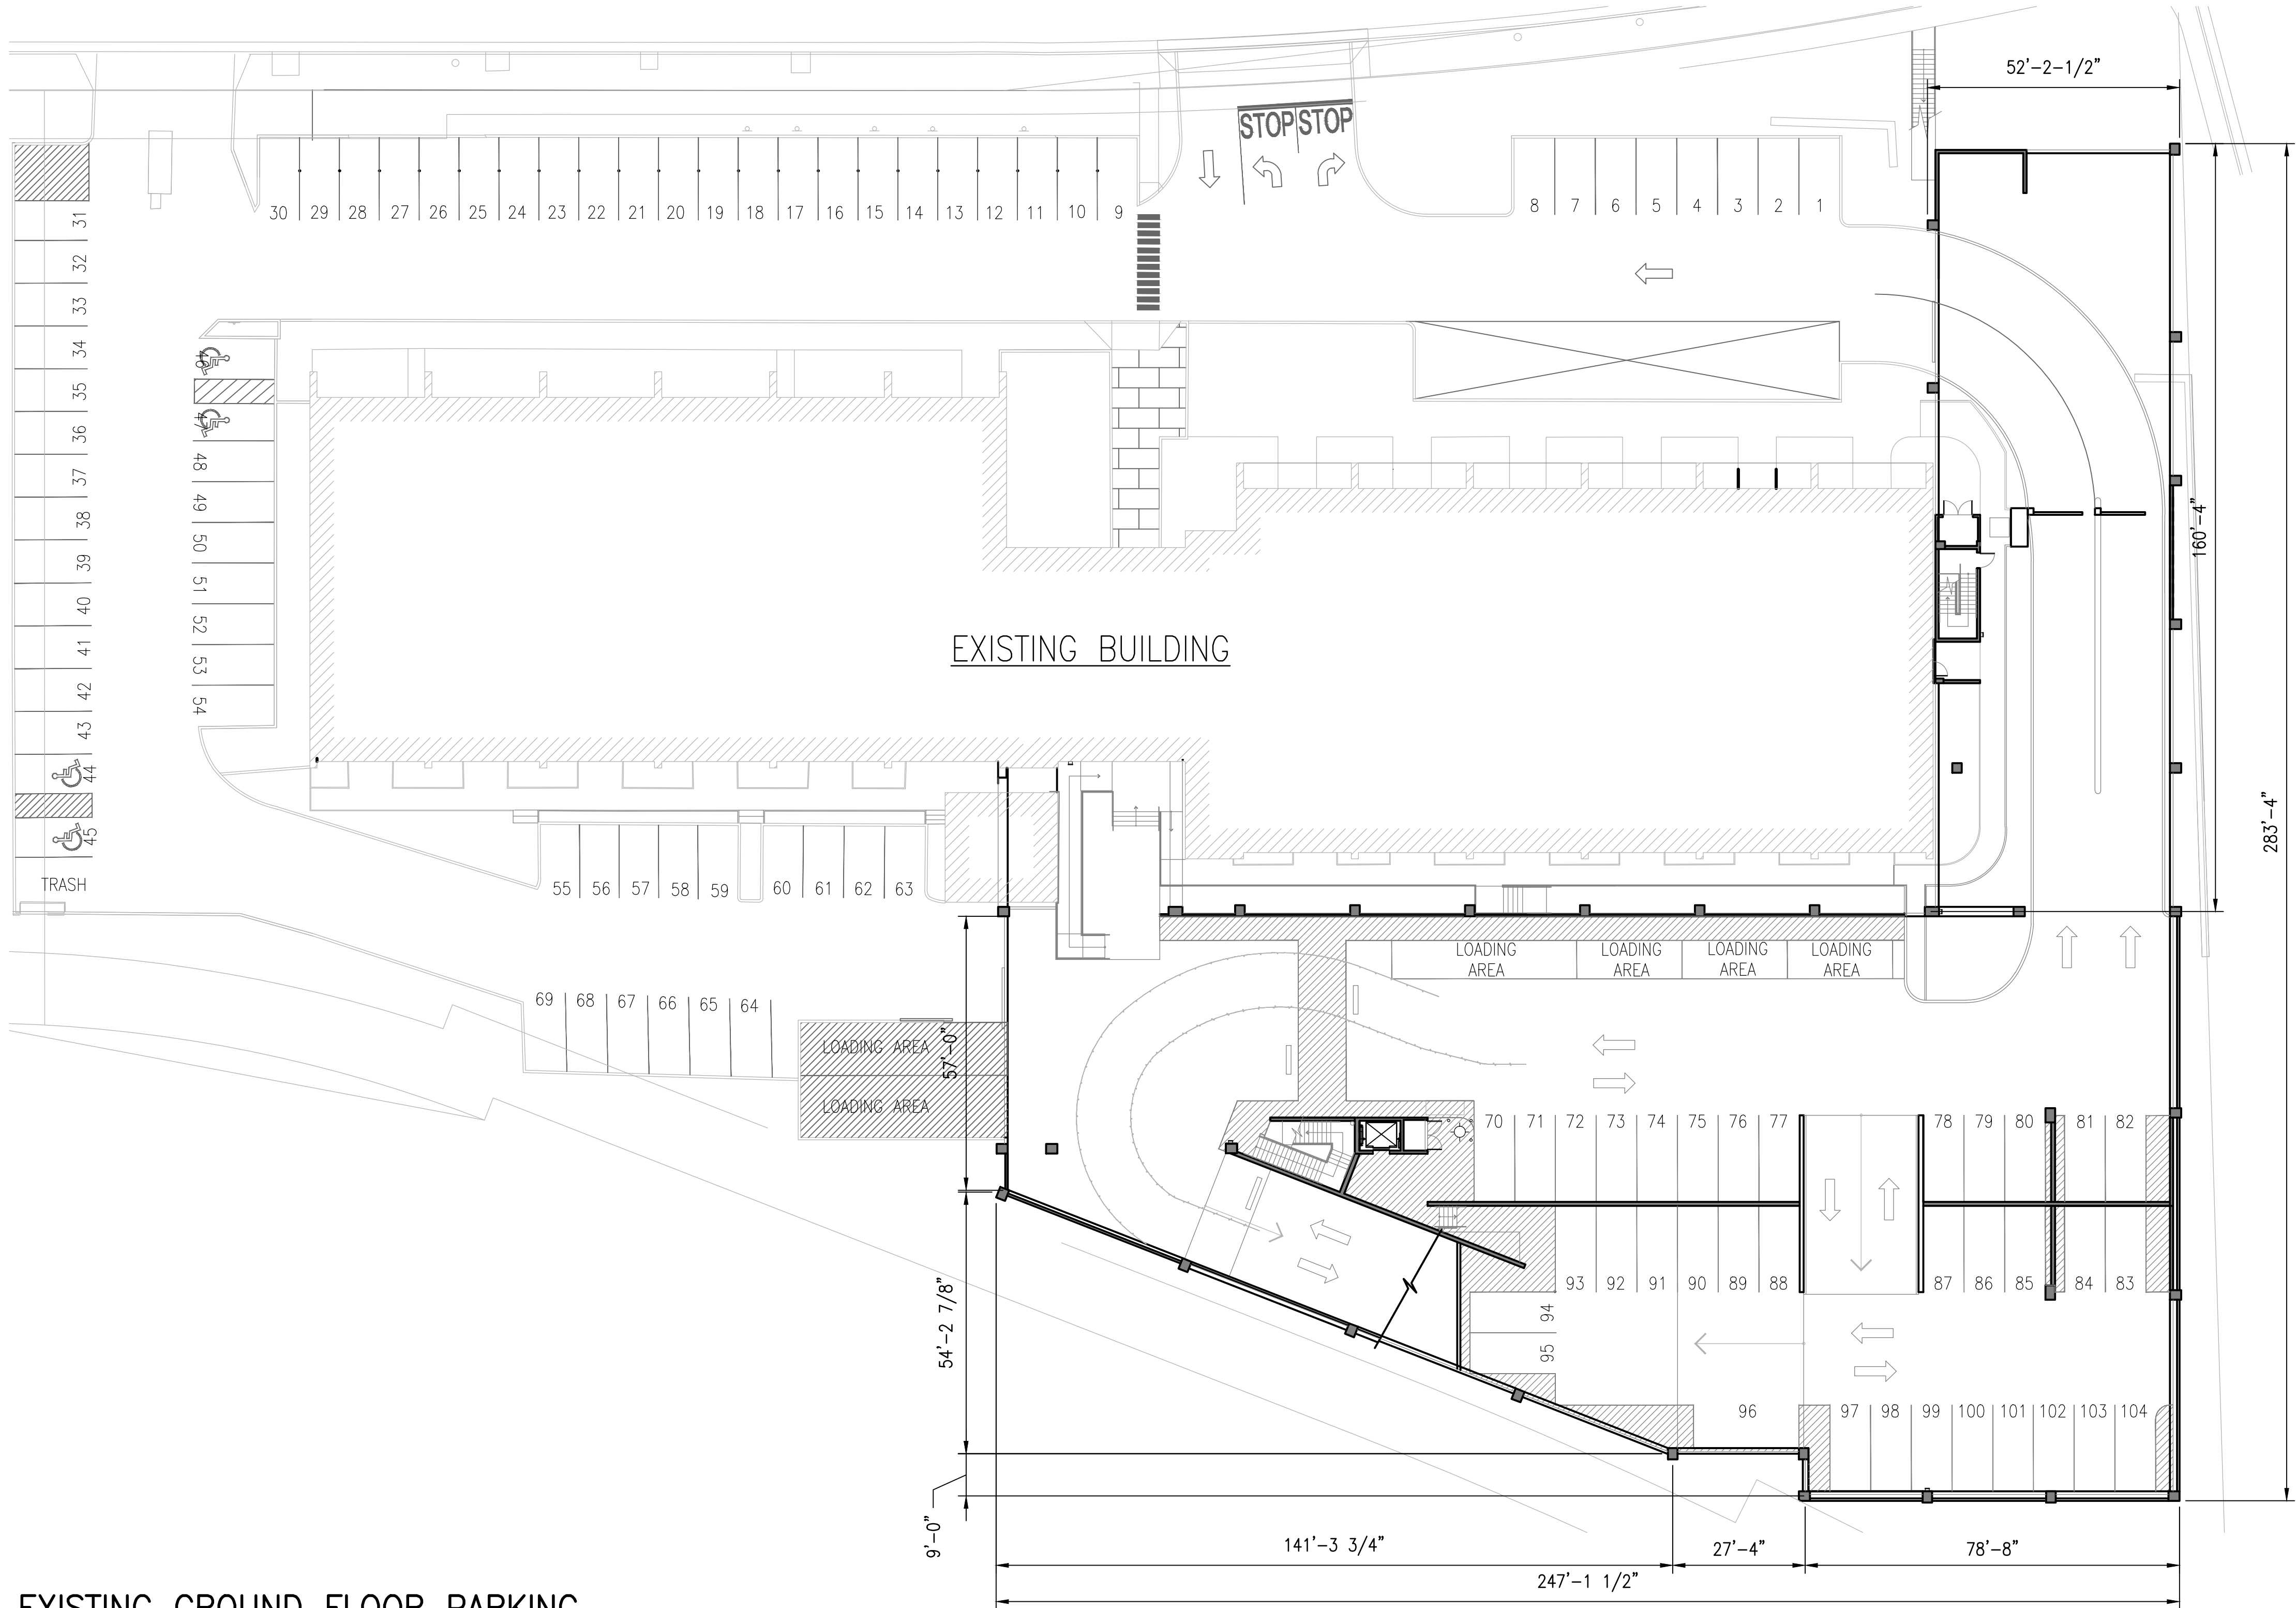 52'-2-1/2"
STOP STOP
30 29 28 27 26 25 24 23 22 21 20 19 18 17 16 15 14 13 12 11 10 9
8 7 6 5 4 3 2 1
31
32
33
34
35
36
37
38
39
40
41
42
43
44
45
TRASH
46
47
48
49
50
51
52
53
54
EXISTING BUILDING
160'-4"
283'-4"
55 56 57 58 59 60 61 62 63
69 68 67 66 65 64
LOADING AREA
LOADING AREA
57'-0"
LOADING
AREA
LOADING
AREA
LOADING
AREA
LOADING
AREA
70 71 72 73 74 75 76 77 78 79 80 81 82
93 92 91 90 89 88 87 86 85 84 83
94
95
96 97 98 99 100 101 102 103 104
54'-2 7/8"
9'-0"
141'-3 3/4"
27'-4"
78'-8"
247'-1 1/2"
EXISTING GROUND FLOOR PARKING